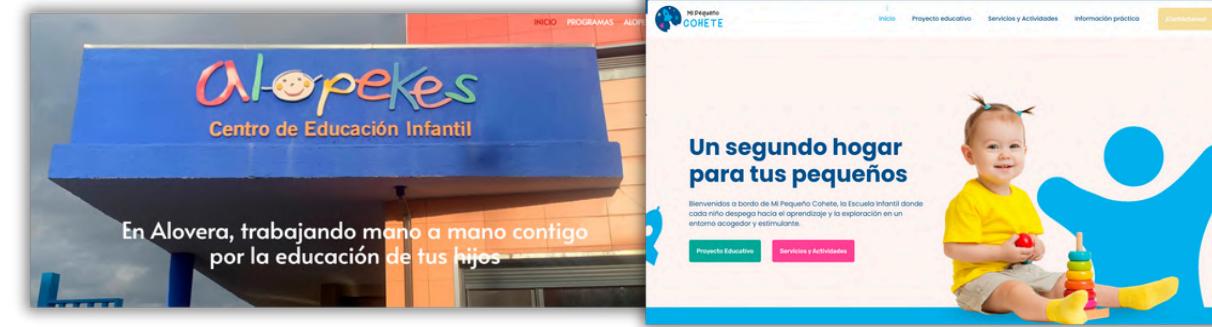 INICIO PROGRAMAS
alopekes
Centro de Educación Infantil
En Alovera, trabajando mano a mano contigo
por la educación de tus hijos
Mi Pequeño
COHETE
Inicio Proyecto educativo Servicios y Actividades Información práctica ¡Contáctanos!
Un segundo hogar
para tus pequeños
Bienvenidos a bordo de Mi Pequeño Cohete, la Escuela Infantil donde
cada niño despega hacia el aprendizaje y la exploración en un
entorno acogedor y estimulante.
Proyecto Educativo Servicios y Actividades